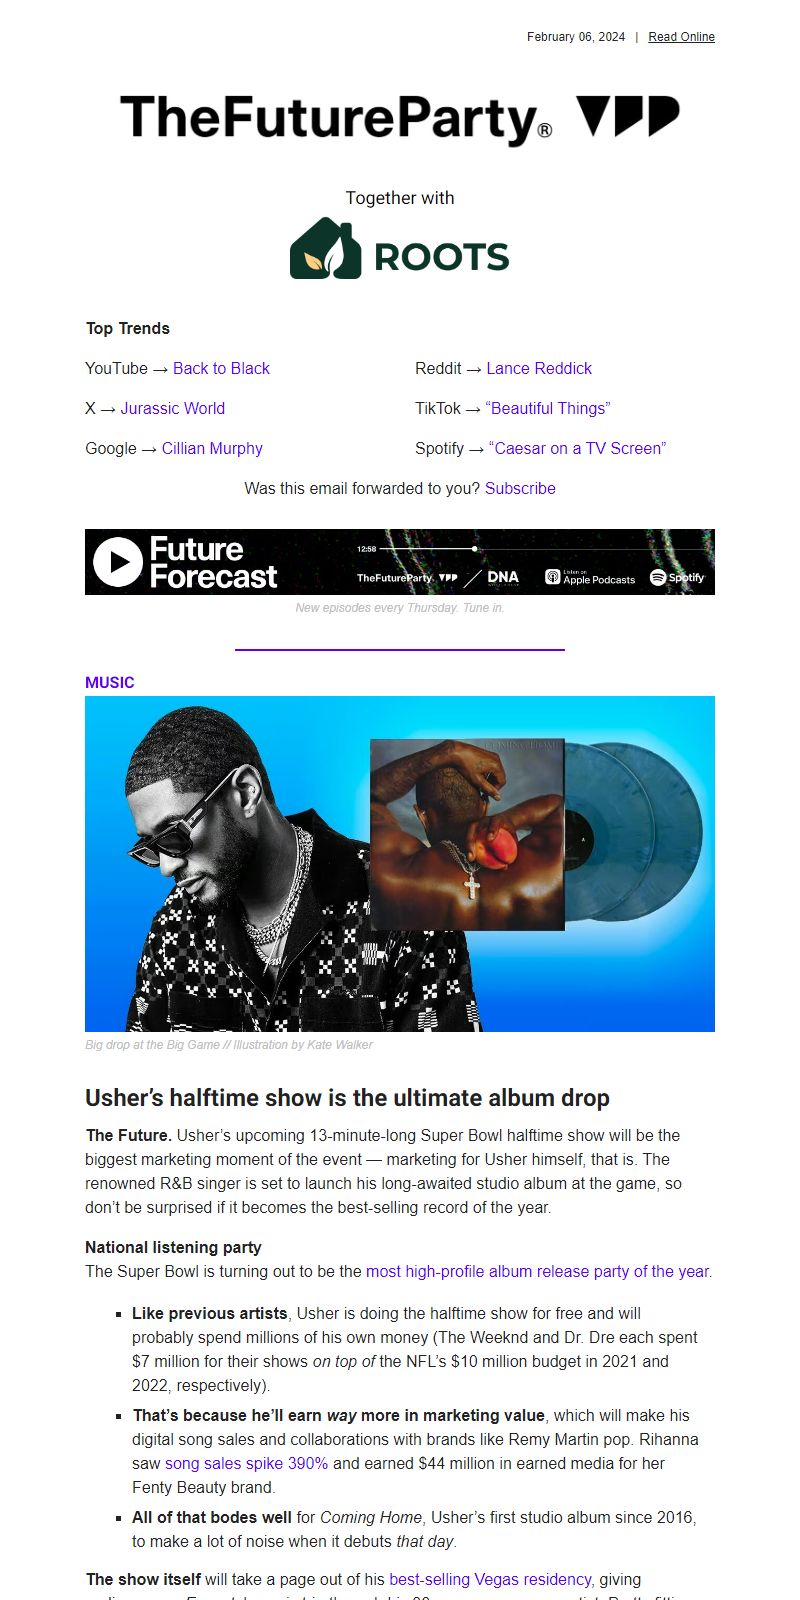 February 06, 2024 | Read Online
TheFutureParty®
Together with
ROOTS
Top Trends
YouTube → Back to Black
Reddit → Lance Reddick
X → Jurassic World
TikTok → “Beautiful Things”
Google → Cillian Murphy
Spotify → “Caesar on a TV Screen”
Was this email forwarded to you? Subscribe
Future
Forecast
12:58
TheFutureParty
DNA
Listen on
Apple Podcasts
Spotify
New episodes every Thursday. Tune in.
MUSIC
COMING HOME
A
Big drop at the Big Game // Illustration by Kate Walker
Usher’s halftime show is the ultimate album drop
The Future. Usher’s upcoming 13-minute-long Super Bowl halftime show will be the
biggest marketing moment of the event — marketing for Usher himself, that is. The
renowned R&B singer is set to launch his long-awaited studio album at the game, so
don’t be surprised if it becomes the best-selling record of the year.
National listening party
The Super Bowl is turning out to be the most high-profile album release party of the year.
▪ Like previous artists, Usher is doing the halftime show for free and will
probably spend millions of his own money (The Weeknd and Dr. Dre each spent
$7 million for their shows on top of the NFL’s $10 million budget in 2021 and
2022, respectively).
▪ That’s because he’ll earn way more in marketing value, which will make his
digital song sales and collaborations with brands like Remy Martin pop. Rihanna
saw song sales spike 390% and earned $44 million in earned media for her
Fenty Beauty brand.
▪ All of that bodes well for Coming Home, Usher’s first studio album since 2016,
to make a lot of noise when it debuts that day.
The show itself will take a page out of his best-selling Vegas residency, giving